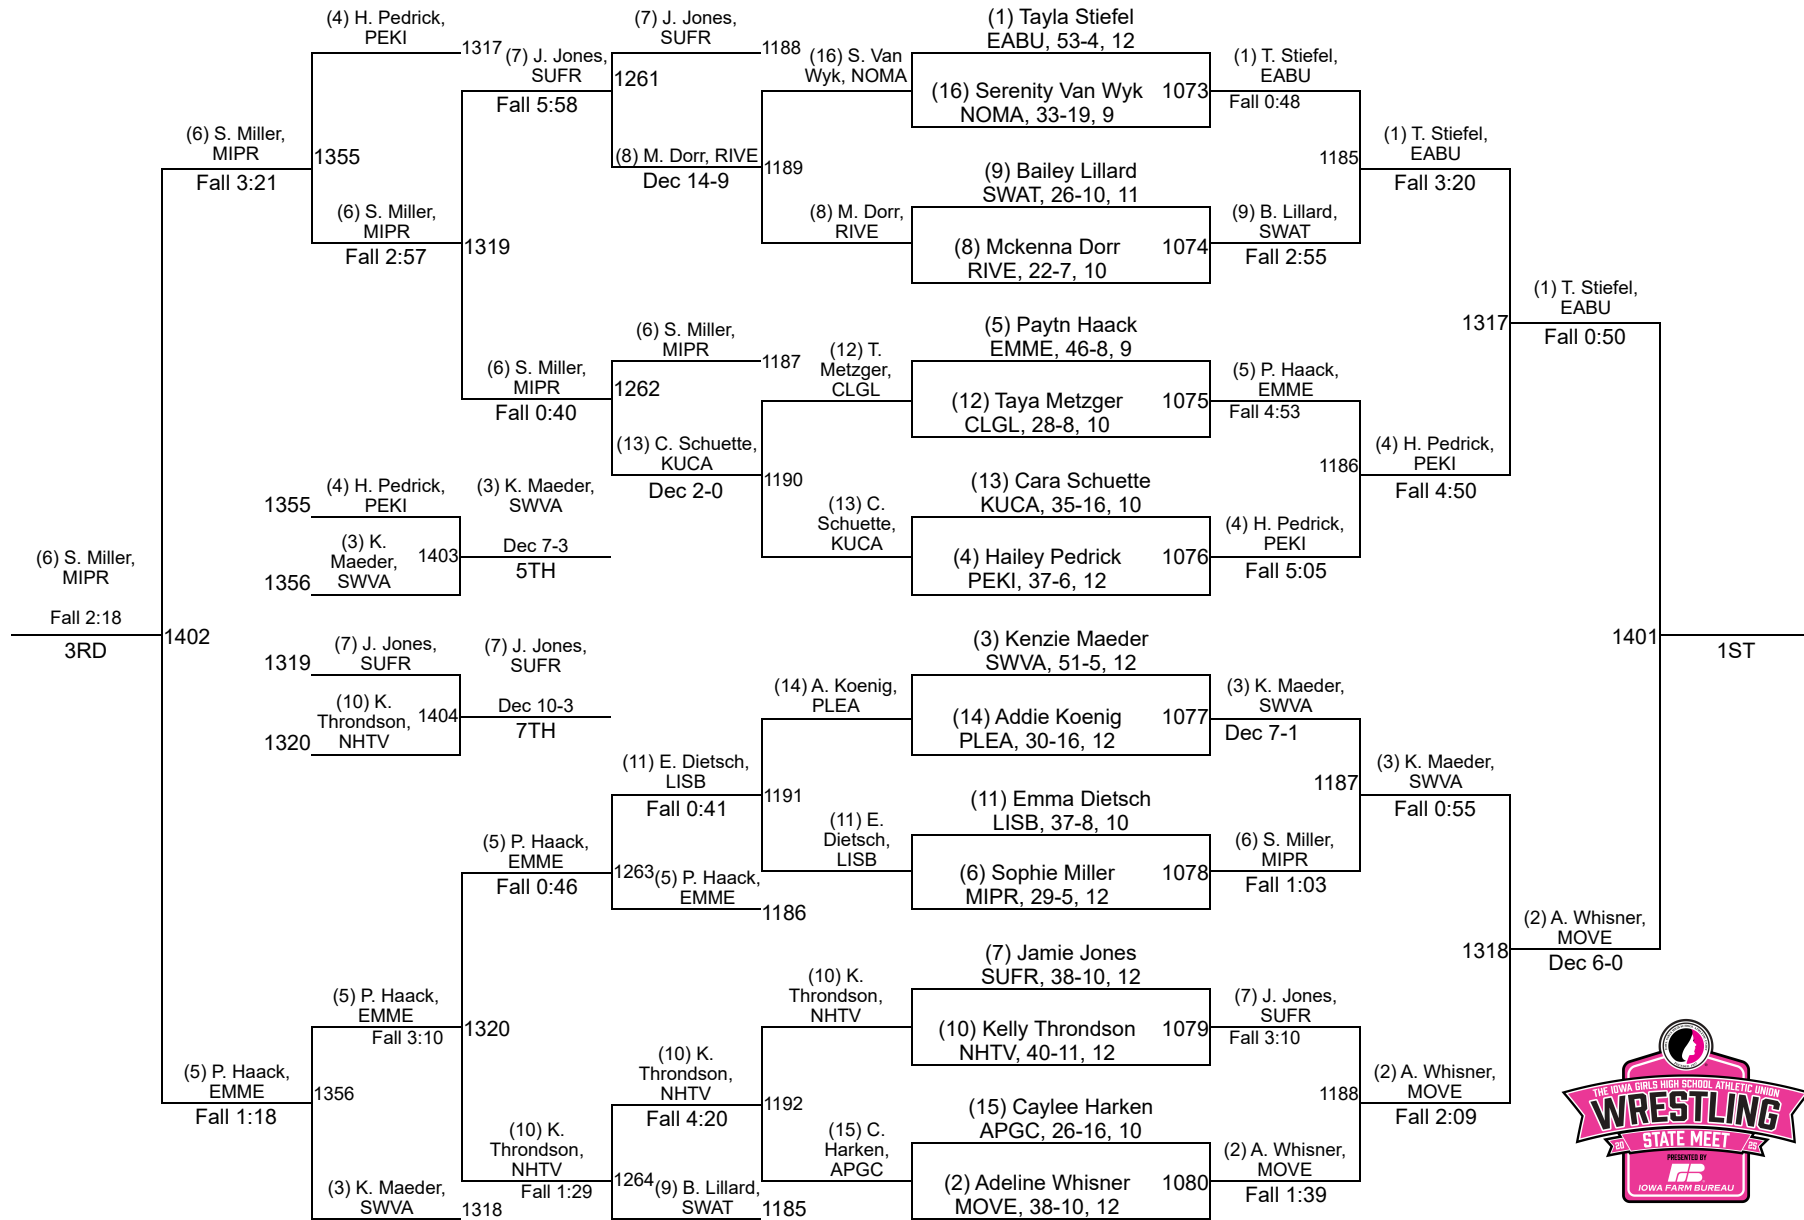 (4) H. Pedrick,
PEKI
1317
(7) J. Jones,
SUFR
Fall 5:58
(7) J. Jones,
SUFR
1188
1261
(8) M. Dorr, RIVE
Dec 14-9
(16) S. Van
Wyk, NOMA
1189
(8) M. Dorr,
RIVE
(1) Tayla Stiefel
EABU, 53-4, 12
(16) Serenity Van Wyk
NOMA, 33-19, 9
1073
(9) Bailey Lillard
SWAT, 26-10, 11
(8) Mckenna Dorr
RIVE, 22-7, 10
1074
(1) T. Stiefel,
EABU
Fall 0:48
1185
(9) B. Lillard,
SWAT
Fall 2:55
(1) T. Stiefel,
EABU
Fall 3:20
(6) S. Miller,
MIPR
Fall 3:21
1355
(6) S. Miller,
MIPR
Fall 2:57
1319
(6) S. Miller,
MIPR
Fall 0:40
(6) S. Miller,
MIPR
1187
1262
(13) C. Schuette,
KUCA
Dec 2-0
(12) T.
Metzger,
CLGL
1190
(13) C.
Schuette,
KUCA
(5) Paytn Haack
EMME, 46-8, 9
(12) Taya Metzger
CLGL, 28-8, 10
1075
(13) Cara Schuette
KUCA, 35-16, 10
(4) Hailey Pedrick
PEKI, 37-6, 12
1076
(5) P. Haack,
EMME
Fall 4:53
1186
(4) H. Pedrick,
PEKI
Fall 5:05
(4) H. Pedrick,
PEKI
Fall 4:50
1317
(1) T. Stiefel,
EABU
Fall 0:50
1355
(4) H. Pedrick,
PEKI
(3) K.
Maeder,
SWVA
1356
1403
(3) K. Maeder,
SWVA
Dec 7-3
5TH
(6) S. Miller,
MIPR
Fall 2:18
3RD
1402
1319
(7) J. Jones,
SUFR
(10) K.
Throndson,
NHTV
1320
1404
(7) J. Jones,
SUFR
Dec 10-3
7TH
1401
1ST
(11) E. Dietsch,
LISB
Fall 0:41
(14) A. Koenig,
PLEA
1191
(11) E.
Dietsch,
LISB
(3) Kenzie Maeder
SWVA, 51-5, 12
(14) Addie Koenig
PLEA, 30-16, 12
1077
(11) Emma Dietsch
LISB, 37-8, 10
(6) Sophie Miller
MIPR, 29-5, 12
1078
(3) K. Maeder,
SWVA
Dec 7-1
1187
(6) S. Miller,
MIPR
Fall 1:03
(3) K. Maeder,
SWVA
Fall 0:55
(5) P. Haack,
EMME
Fall 0:46
1263
(5) P. Haack,
EMME
1186
(5) P. Haack,
EMME
Fall 3:10
1320
(5) P. Haack,
EMME
Fall 1:18
1356
(3) K. Maeder,
SWVA
1318
(10) K.
Throndson,
NHTV
Fall 1:29
(10) K.
Throndson,
NHTV
Fall 4:20
1264
(9) B. Lillard,
SWAT
1185
(10) K.
Throndson,
NHTV
1192
(15) C.
Harken,
APGC
(7) Jamie Jones
SUFR, 38-10, 12
(10) Kelly Throndson
NHTV, 40-11, 12
1079
(15) Caylee Harken
APGC, 26-16, 10
(2) Adeline Whisner
MOVE, 38-10, 12
1080
(7) J. Jones,
SUFR
Fall 3:10
1188
(2) A. Whisner,
MOVE
Fall 1:39
(2) A. Whisner,
MOVE
Fall 2:09
1318
(2) A. Whisner,
MOVE
Dec 6-0
THE IOWA GIRLS HIGH SCHOOL ATHLETIC UNION
WRESTLING
20 STATE MEET 25
PRESENTED BY
FB
IOWA FARM BUREAU